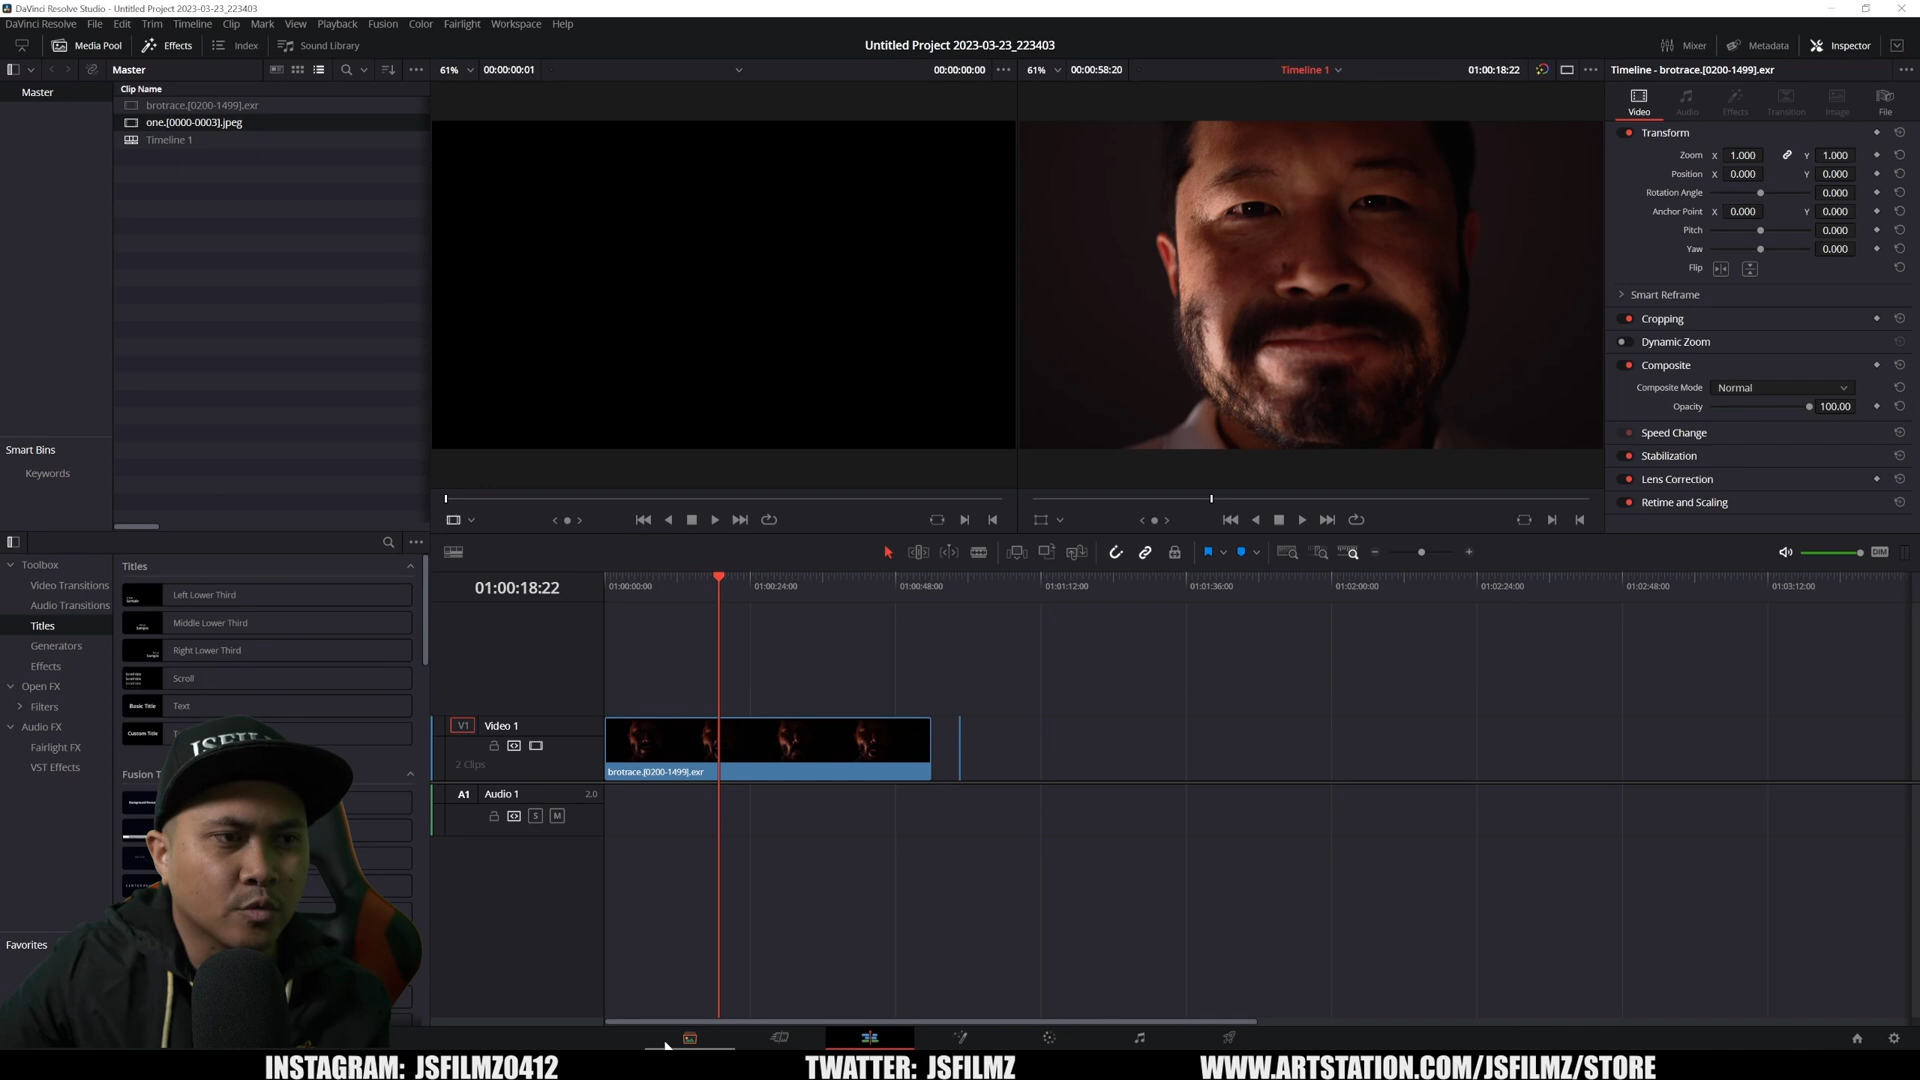 DaVinci Resolve Studio - Untitled Project 2023-03-23_223403
DaVinci Resolve File Edit Trim Timeline Clip Mark View Playback Fusion Color Fairlight Workspace Help
Media Pool Effects Index Sound Library
Untitled Project 2023-03-23_223403
Mixer Metadata Inspector
Master
61% 00:00:00:01 00:00:00:00
61% 00:00:58:20 Timeline 1 01:00:18:22
Timeline - brotrace.[0200-1499].exr
Master
Clip Name
brotrace.[0200-1499].exr
one.[0000-0003].jpeg
Timeline 1
Smart Bins
Keywords
Video Audio Effects Transition Image File
Transform
Zoom X 1.000 Y 1.000
Position X 0.000 Y 0.000
Rotation Angle 0.000
Anchor Point X 0.000 Y 0.000
Pitch 0.000
Yaw 0.000
Flip
Smart Reframe
Cropping
Dynamic Zoom
Composite
Composite Mode Normal
Opacity 100.00
Speed Change
Stabilization
Lens Correction
Retime and Scaling
Toolbox
Video Transitions
Audio Transitions
Titles
Generators
Effects
Open FX
Filters
Audio FX
Fairlight FX
VST Effects
Favorites
Titles
Left Lower Third
Middle Lower Third
Right Lower Third
Scroll
Basic Title Text
Custom Title
Fusion T
DIM
01:00:18:22
01:00:00:00 01:00:24:00 01:00:48:00 01:01:12:00 01:01:36:00 01:02:00:00 01:02:24:00 01:02:48:00 01:03:12:00
V1 Video 1
2 Clips
brotrace.[0200-1499].exr
A1 Audio 1 2.0
S M
JSFILM
INSTAGRAM: JSFILMZ0412 TWATTER: JSFILMZ WWW.ARTSTATION.COM/JSFILMZ/STORE